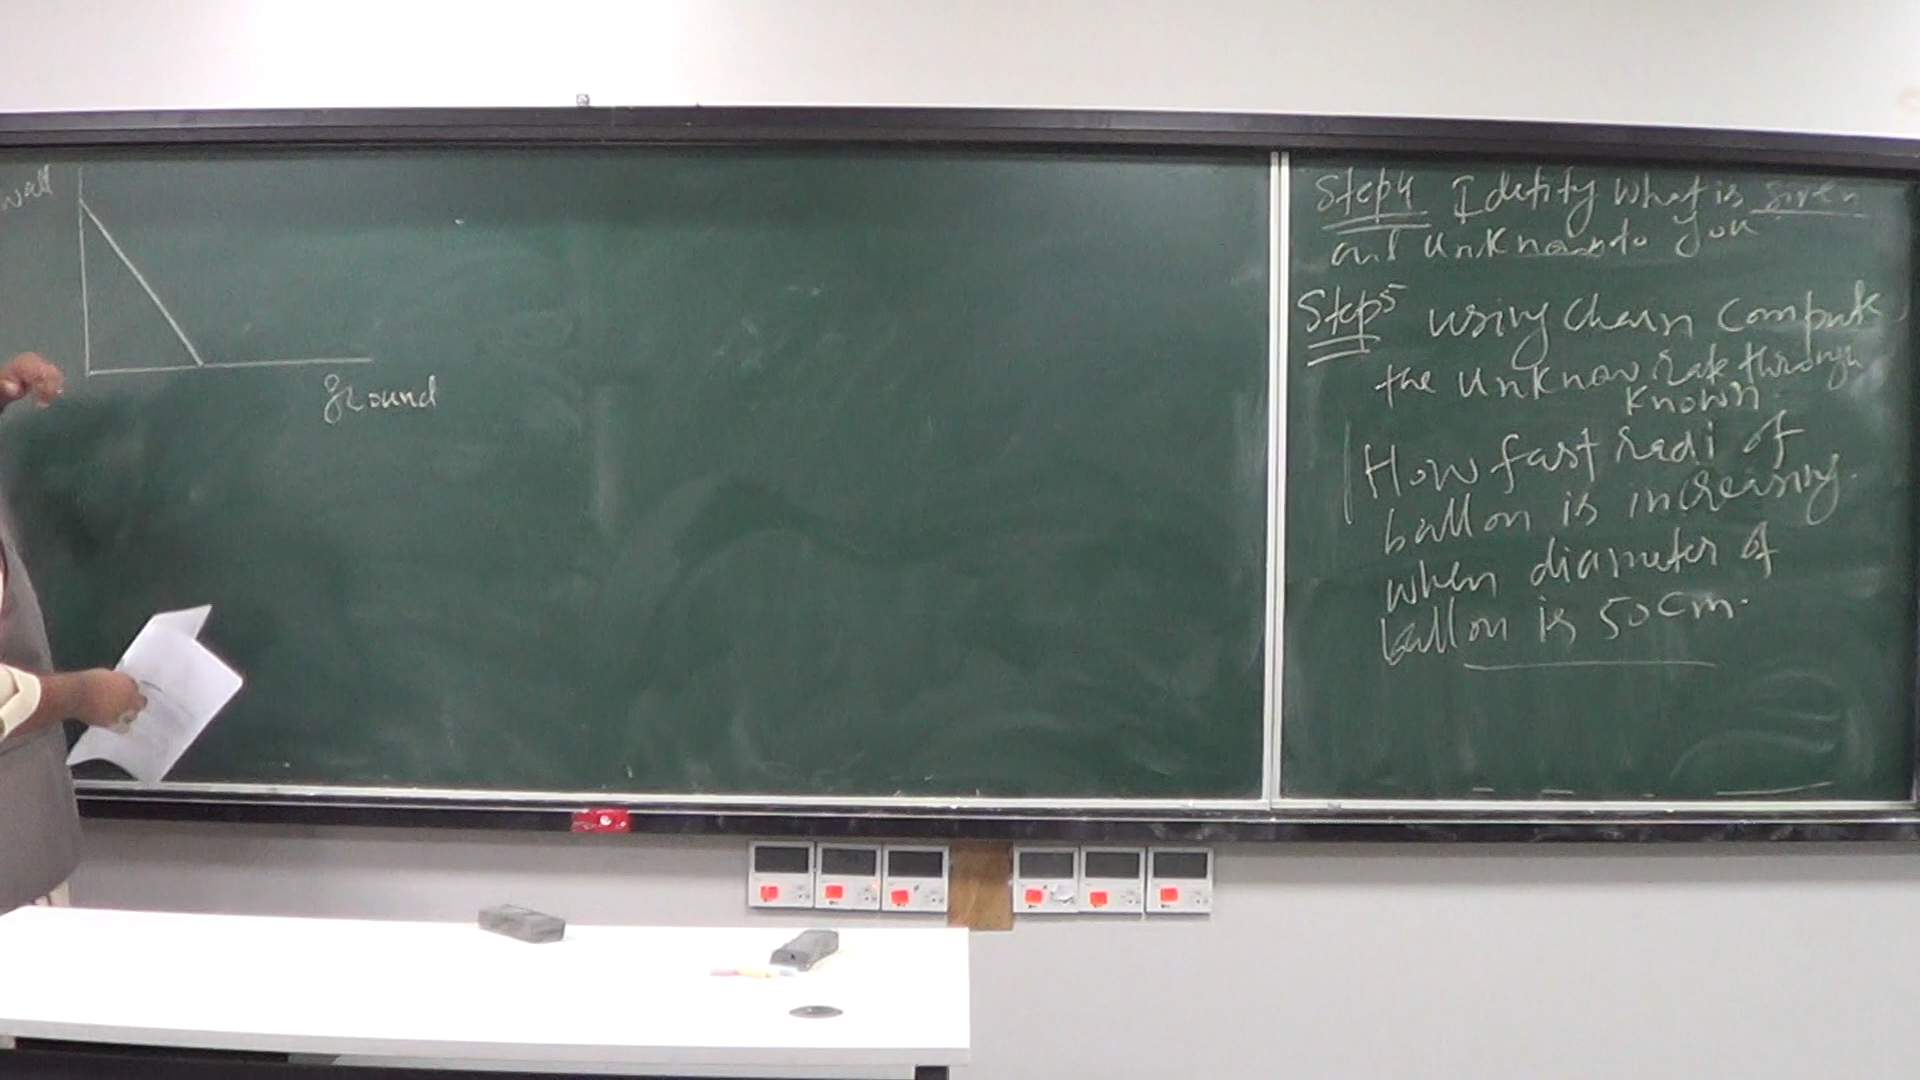 wall
ground
Step4 Idetify what is given
and unknown to you
Step5 using chain compute
the unknow rate through
known.
How fast radi of
ballon is increasing.
when diameter of
ballon is 50cm.